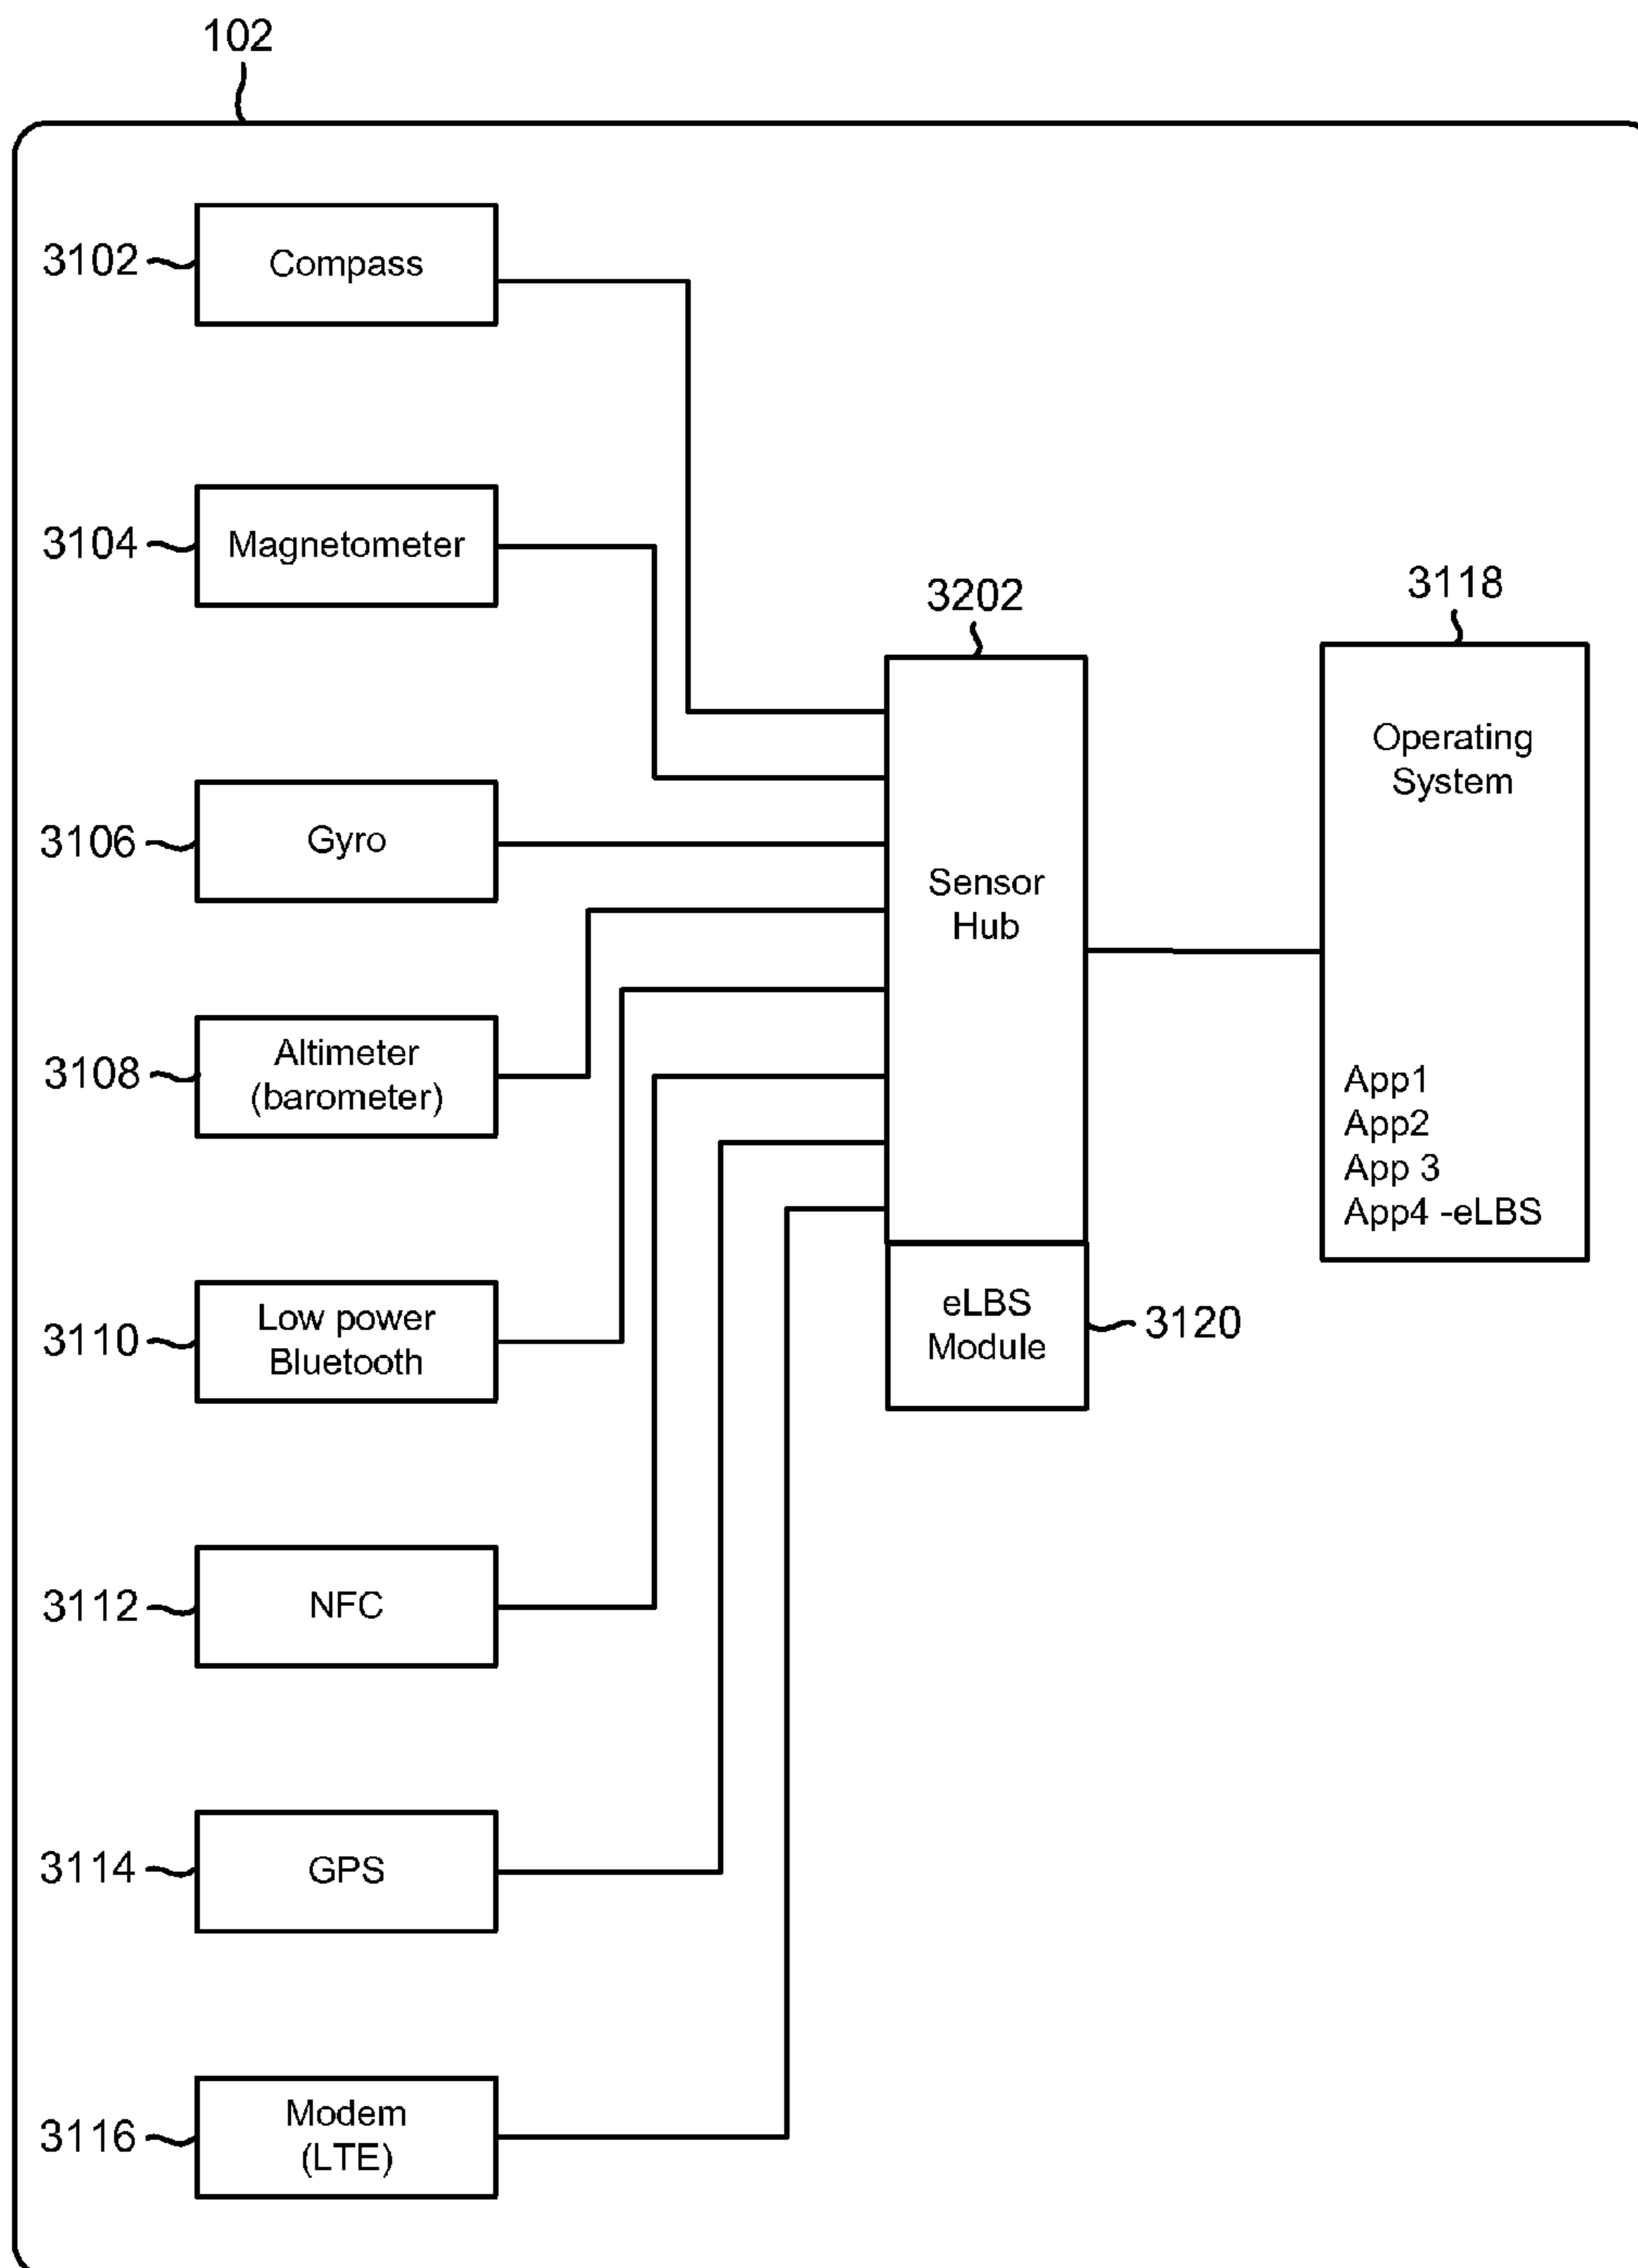 102
3102
Compass
3104
Magnetometer
3202
3118
Operating
System
3106
Gyro
Sensor
Hub
3108
Altimeter
(barometer)
App1
App2
App 3
App4 -eLBS
3110
Low power
Bluetooth
eLBS
Module
3120
3112
NFC
3114
GPS
3116
Modem
(LTE)